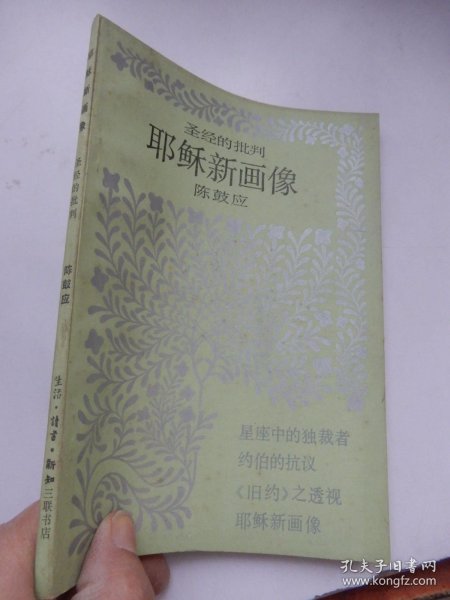 圣经的批判
耶稣新画像
陈鼓应
星座中的独裁者
约伯的抗议
《旧约》之透视
耶稣新画像
耶稣新画像
圣经的批判
陈鼓应
生活·讀書·新知三联书店
孔夫子旧书网
www.kongfz.com